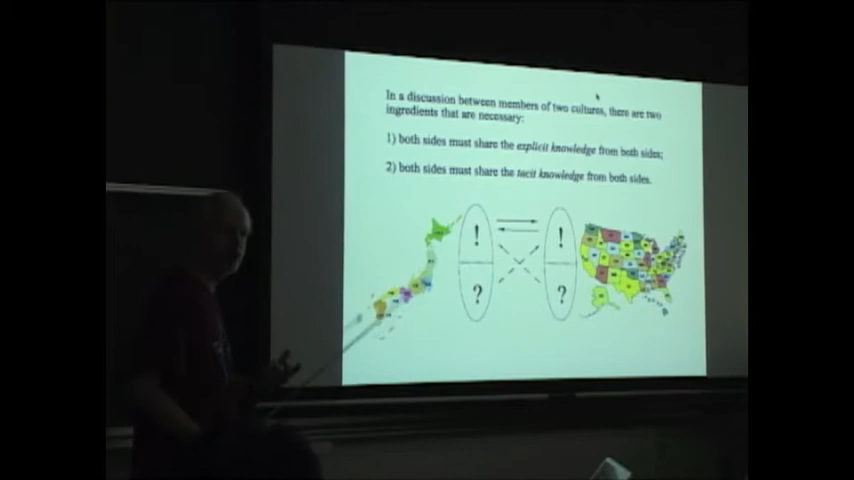 In a discussion between members of two cultures, there are two
ingredients that are necessary:
1) both sides must share the explicit knowledge from both sides;
2) both sides must share the tacit knowledge from both sides.
! !
? ?